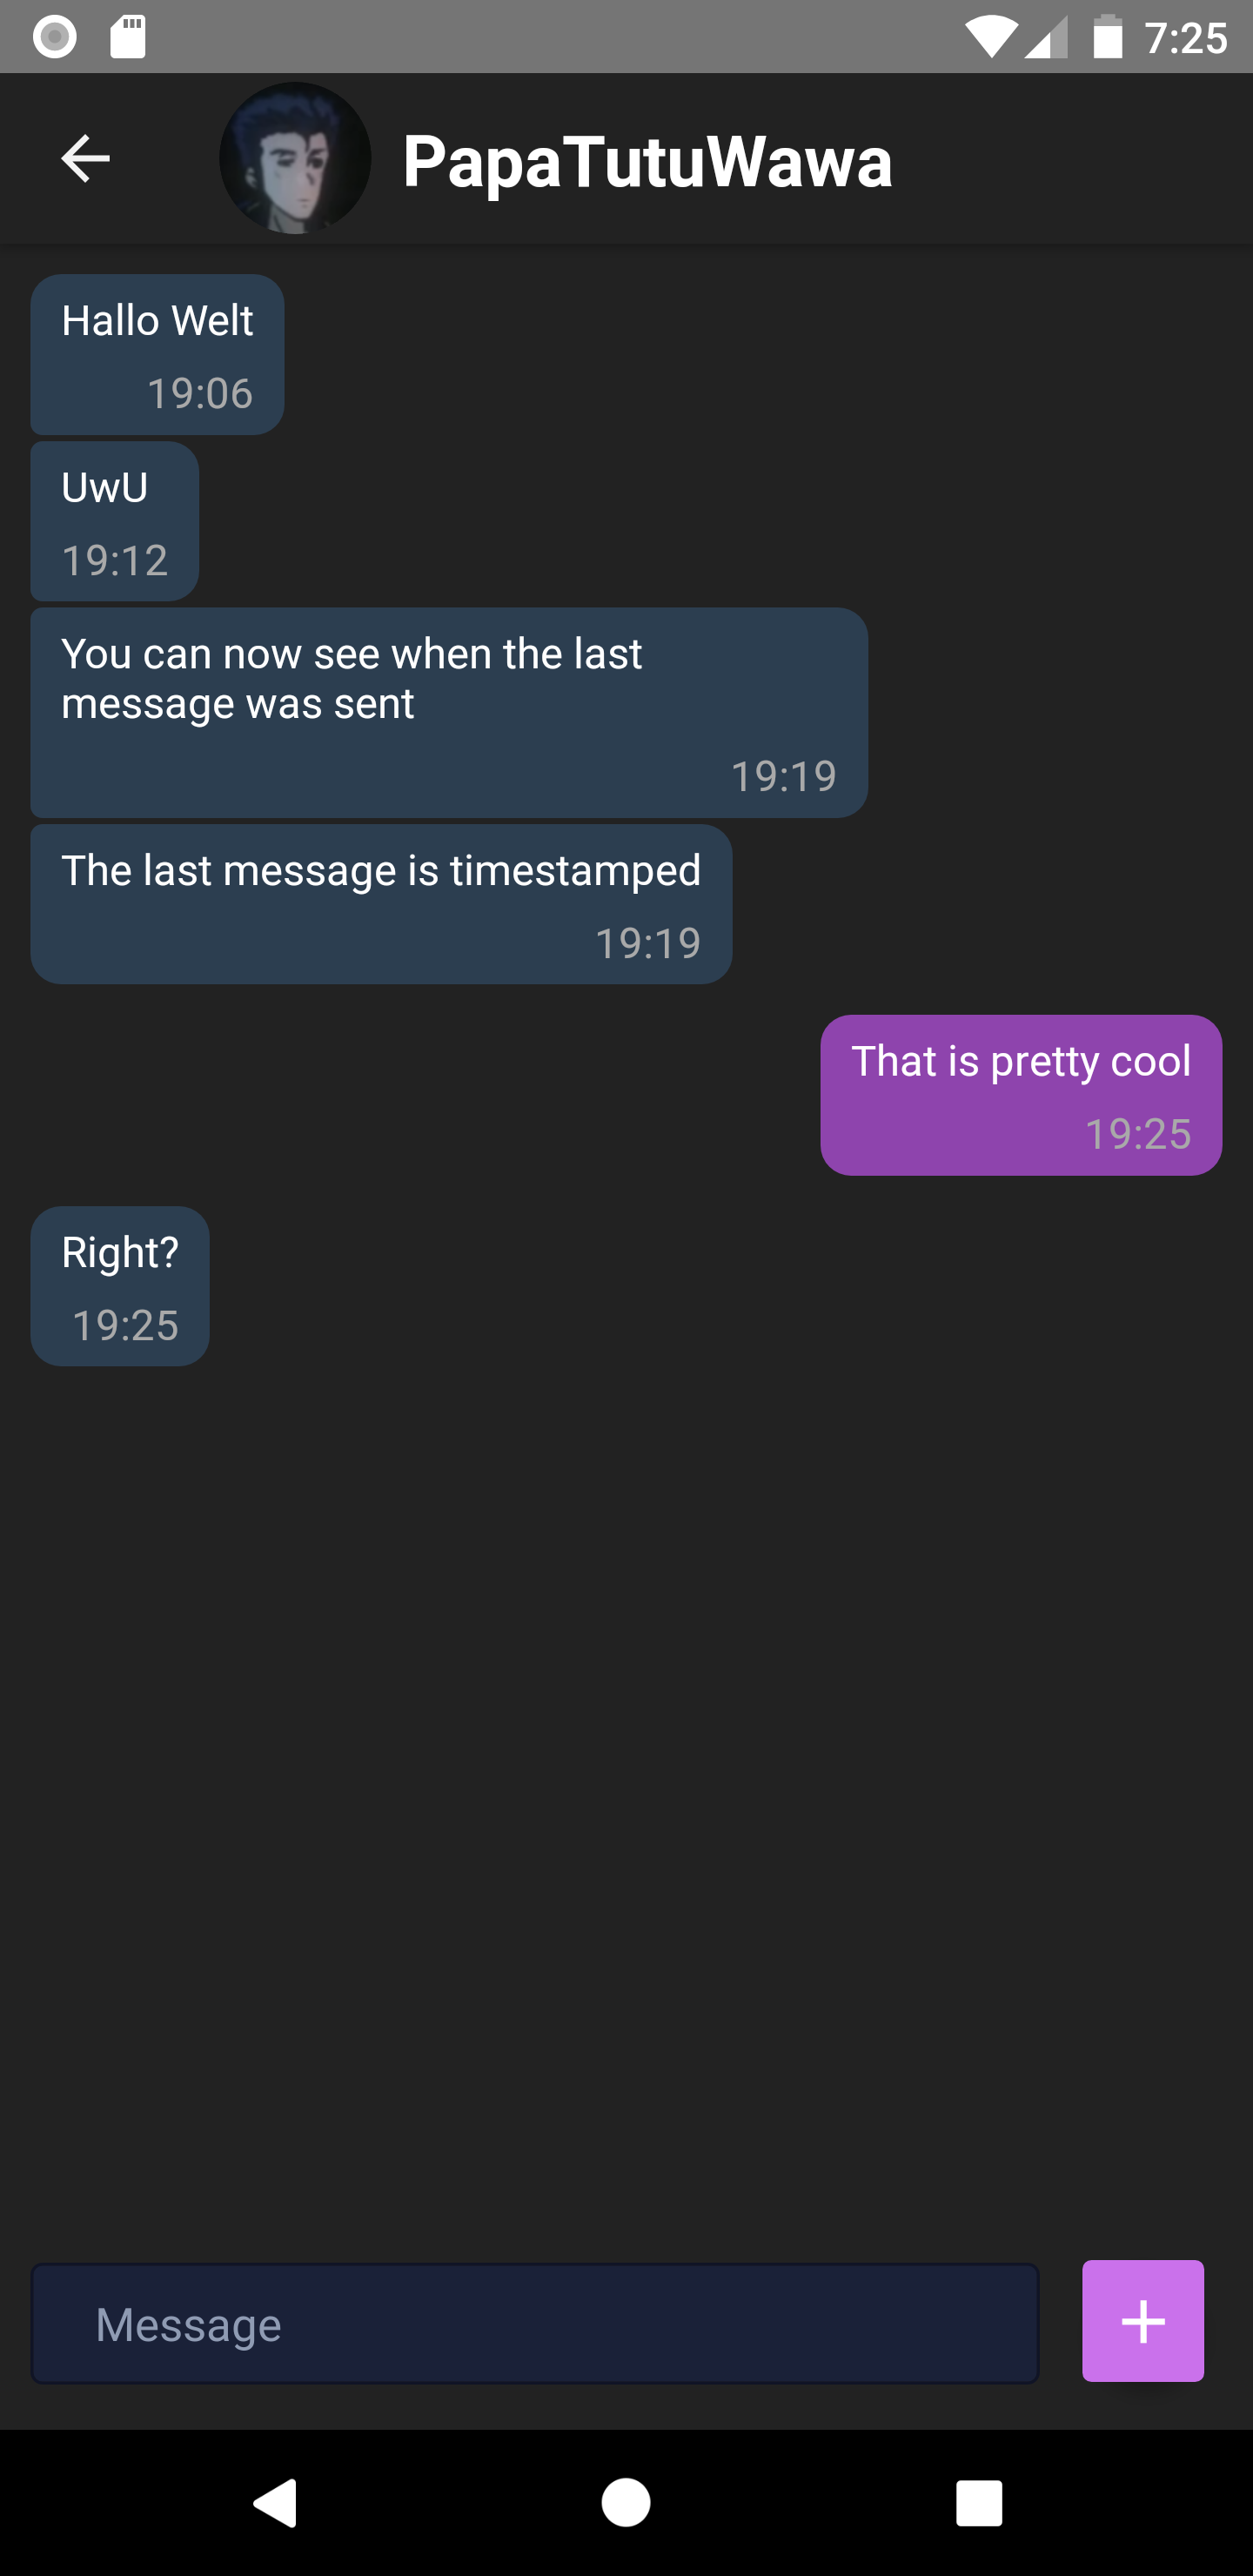 7:25
PapaTutuWawa
Hallo Welt
19:06
UwU
19:12
You can now see when the last
message was sent
19:19
The last message is timestamped
19:19
That is pretty cool
19:25
Right?
19:25
Message